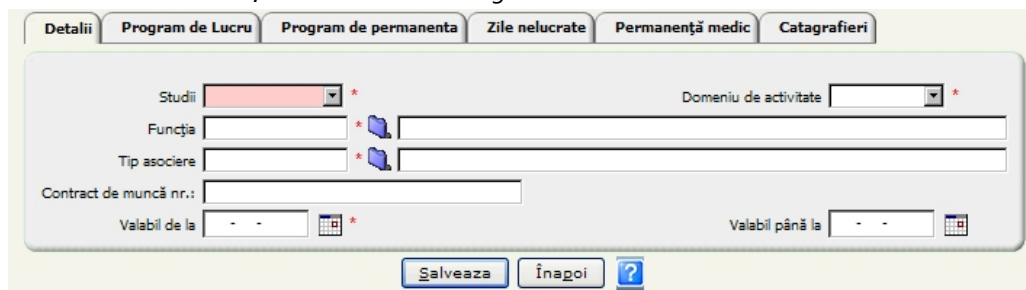 Detalii Program de Lucru Program de permanenta Zile nelucrate Permanență medic Catagrafieri
Studii * Domeniu de activitate *
Funcția *
Tip asociere *
Contract de muncă nr.:
Valabil de la - - * Valabil până la - -
Salveaza Înapoi ?